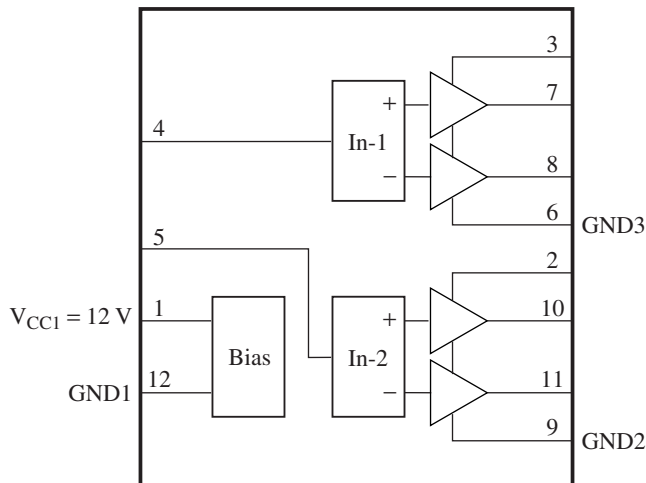 3
+
7
4
In-1
−
8
6
GND3
5
2
V_CC1 = 12 V
1
+
10
Bias
In-2
GND1
12
−
11
9
GND2